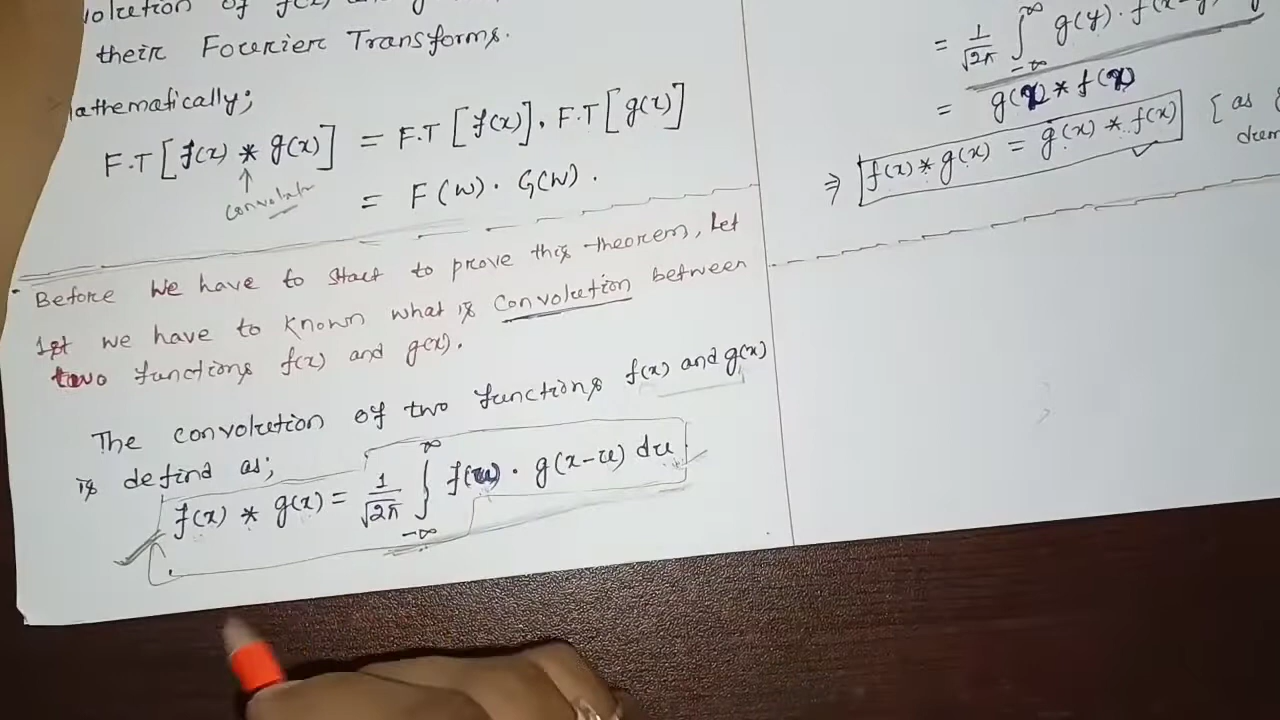 of f(x)
their Fourier Transforms.
athematically;
F.T [f(x) * g(x)] = F.T [f(x)] . F.T [g(x)]
= F(w) . G(w) .
Before we have to start to prove this theorem, Let
1st we have to known what is convolution between
two functions f(x) and g(x).
The convolution of two functions f(x) and g(x)
is defind as;
f(x) * g(x) = 1/√2π ∫_{-∞}^{∞} f(u) . g(x-u) du
= 1/√2π ∫_{-∞}^{∞} g(y) .
= g(x) * f(x)
⇒ f(x) * g(x) = g(x) * f(x) [as